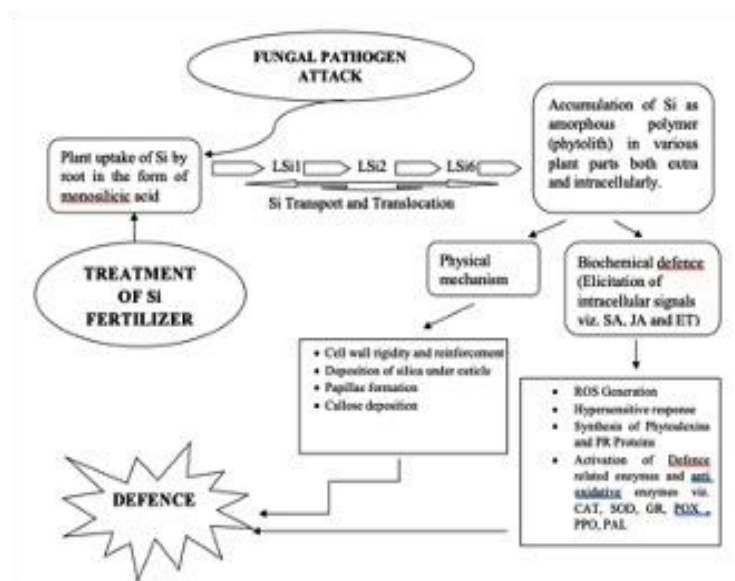 FUNGAL PATHOGEN
ATTACK
Plant uptake of Si by
root in the form of
monosilicic acid
LSi1
LSi2
LSi6
Si Transport and Translocation
Accumulation of Si as
amorphous polymer
(phytolith) in various
plant parts both extra
and intracellularly.
TREATMENT
OF Si
FERTILIZER
Physical
mechanism
Biochemical defence
(Elicitation of
intracellular signals
viz. SA, JA and ET)
• Cell wall rigidity and reinforcement
• Deposition of silica under cuticle
• Papillae formation
• Callose deposition
• ROS Generation
• Hypersensitive response
• Synthesis of Phytoalexins
and PR Proteins
• Activation of Defence
related enzymes and anti
oxidative enzymes viz.
CAT, SOD, GR, POX ,
PPO, PAL
DEFENCE